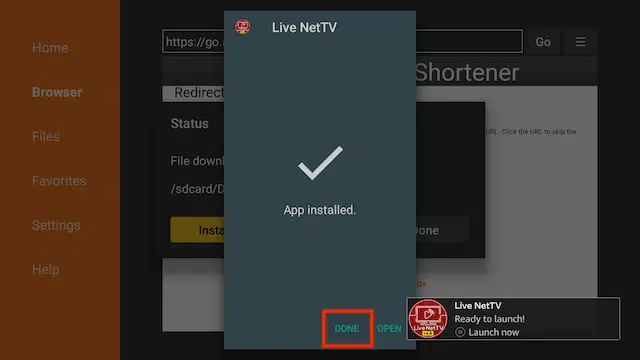 Home
Browser
Files
Favorites
Settings
Help
https://go.
Go
Shortener
Redirect
URL. Click the URL to skip the
Status
File downl
/sdcard/D
Insta
Done
Live NetTV
App installed.
DONE
OPEN
Live NetTV
Ready to launch!
Launch now
Live NetTV